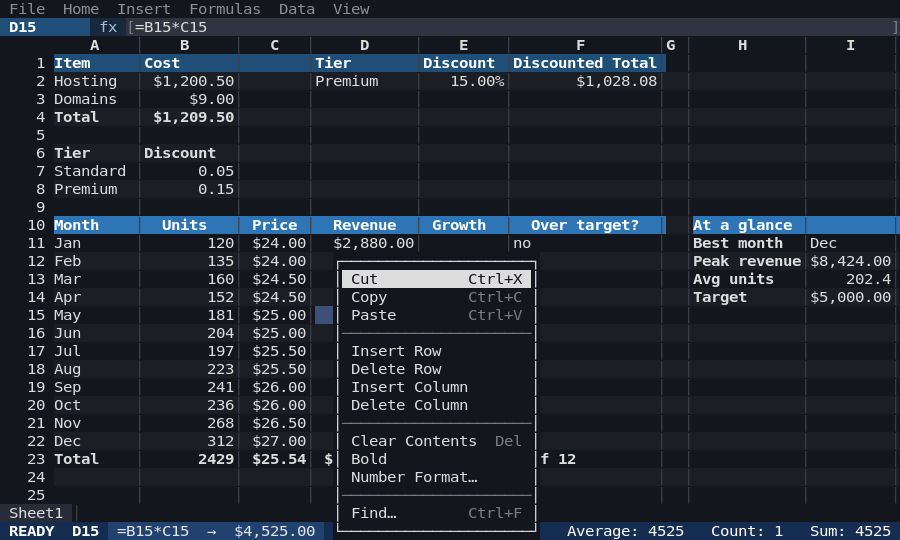 File Home Insert Formulas Data View
D15 fx [=B15*C15 ]
A B C D E F G H I
1 Item Cost Tier Discount Discounted Total
2 Hosting $1,200.50 Premium 15.00% $1,028.08
3 Domains $9.00
4 Total $1,209.50
5
6 Tier Discount
7 Standard 0.05
8 Premium 0.15
9
10 Month Units Price Revenue Growth Over target? At a glance
11 Jan 120 $24.00 $2,880.00 no Best month Dec
12 Feb 135 $24.00 Peak revenue $8,424.00
13 Mar 160 $24.50 Cut Ctrl+X Avg units 202.4
14 Apr 152 $24.50 Copy Ctrl+C Target $5,000.00
15 May 181 $25.00 Paste Ctrl+V
16 Jun 204 $25.00
17 Jul 197 $25.50 Insert Row
18 Aug 223 $25.50 Delete Row
19 Sep 241 $26.00 Insert Column
20 Oct 236 $26.00 Delete Column
21 Nov 268 $26.50
22 Dec 312 $27.00 Clear Contents Del
23 Total 2429 $25.54 $ Bold f 12
24 Number Format…
25
Sheet1 Find… Ctrl+F
READY D15 =B15*C15 → $4,525.00 Average: 4525 Count: 1 Sum: 4525